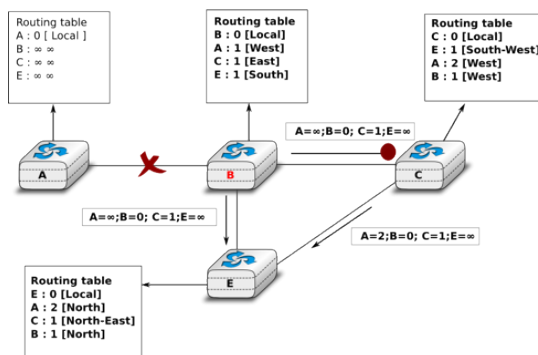 Routing table
A : 0 [ Local ]
B : ∞ ∞
C : ∞ ∞
E : ∞ ∞
Routing table
B : 0 [Local]
A : 1 [West]
C : 1 [East]
E : 1 [South]
Routing table
C : 0 [Local]
E : 1 [South-West]
A : 2 [West]
B : 1 [West]
A=∞;B=0; C=1;E=∞
A
B
C
A=∞;B=0; C=1;E=∞
A=2;B=0; C=1;E=∞
Routing table
E : 0 [Local]
A : 2 [North]
C : 1 [North-East]
B : 1 [North]
E